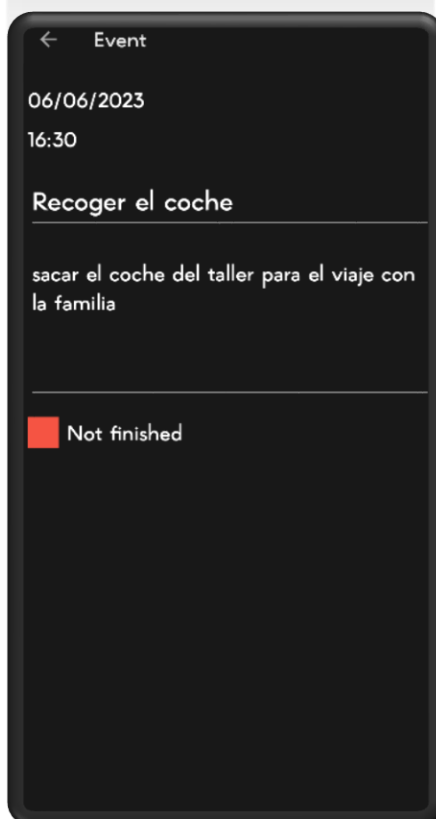 Event
06/06/2023
16:30
Recoger el coche
sacar el coche del taller para el viaje con
la familia
Not finished